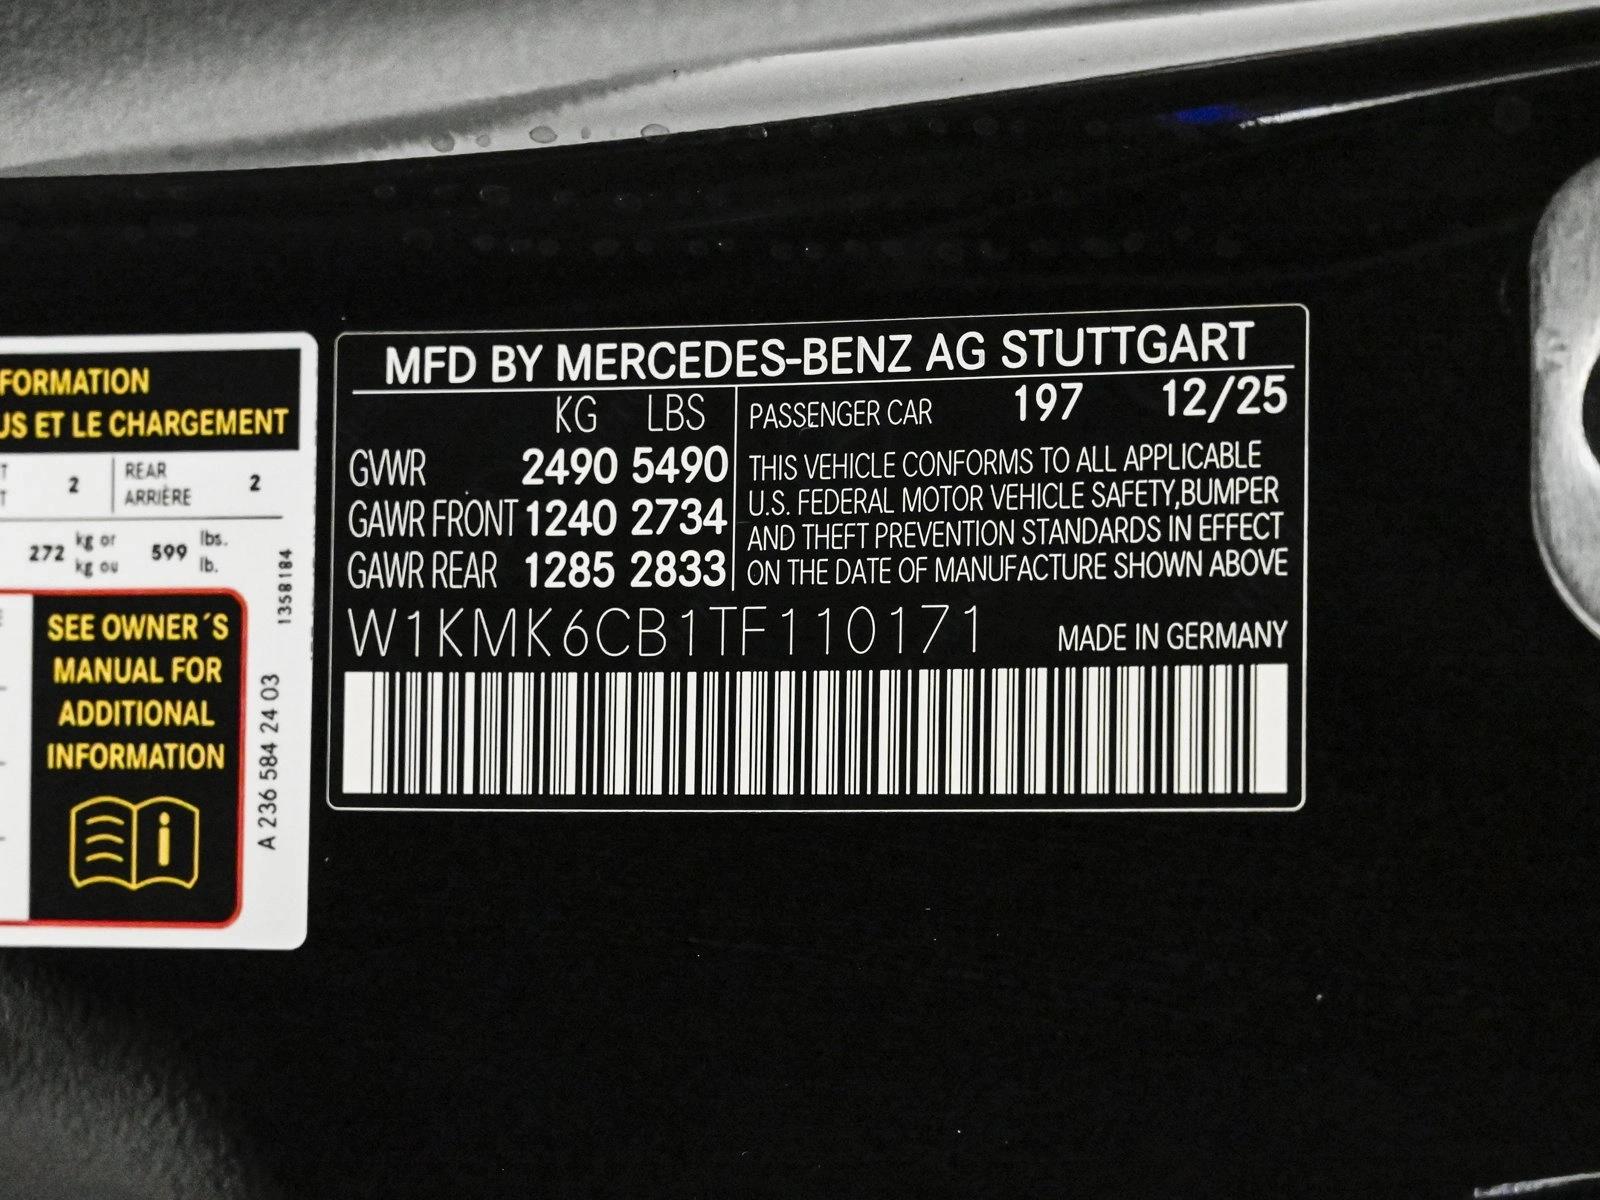 FORMATION
US ET LE CHARGEMENT
2 REAR
ARRIÈRE 2
272 kg or 599 lbs.
kg ou lb.
SEE OWNER´S
MANUAL FOR
ADDITIONAL
INFORMATION
i
1358184
A 236 584 24 03
MFD BY MERCEDES-BENZ AG STUTTGART
KG LBS
GVWR 2490 5490
GAWR FRONT 1240 2734
GAWR REAR 1285 2833
PASSENGER CAR 197 12/25
THIS VEHICLE CONFORMS TO ALL APPLICABLE
U.S. FEDERAL MOTOR VEHICLE SAFETY,BUMPER
AND THEFT PREVENTION STANDARDS IN EFFECT
ON THE DATE OF MANUFACTURE SHOWN ABOVE
W1KMK6CB1TF110171 MADE IN GERMANY